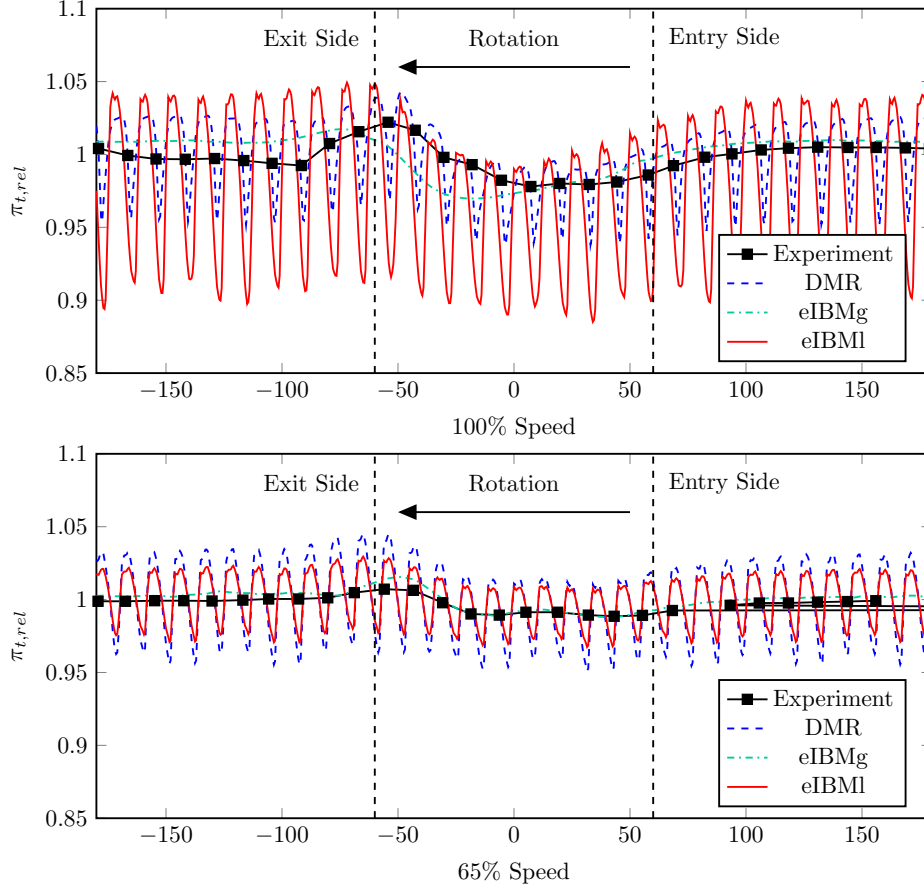 1.1
Exit Side Rotation Entry Side
1.05
1
π_{t,rel}
0.95
Experiment
DMR
0.9
eIBMg
eIBMl
0.85
−150 −100 −50 0 50 100 150
100% Speed
1.1
Exit Side Rotation Entry Side
1.05
1
π_{t,rel}
0.95
Experiment
DMR
0.9
eIBMg
eIBMl
0.85
−150 −100 −50 0 50 100 150
65% Speed